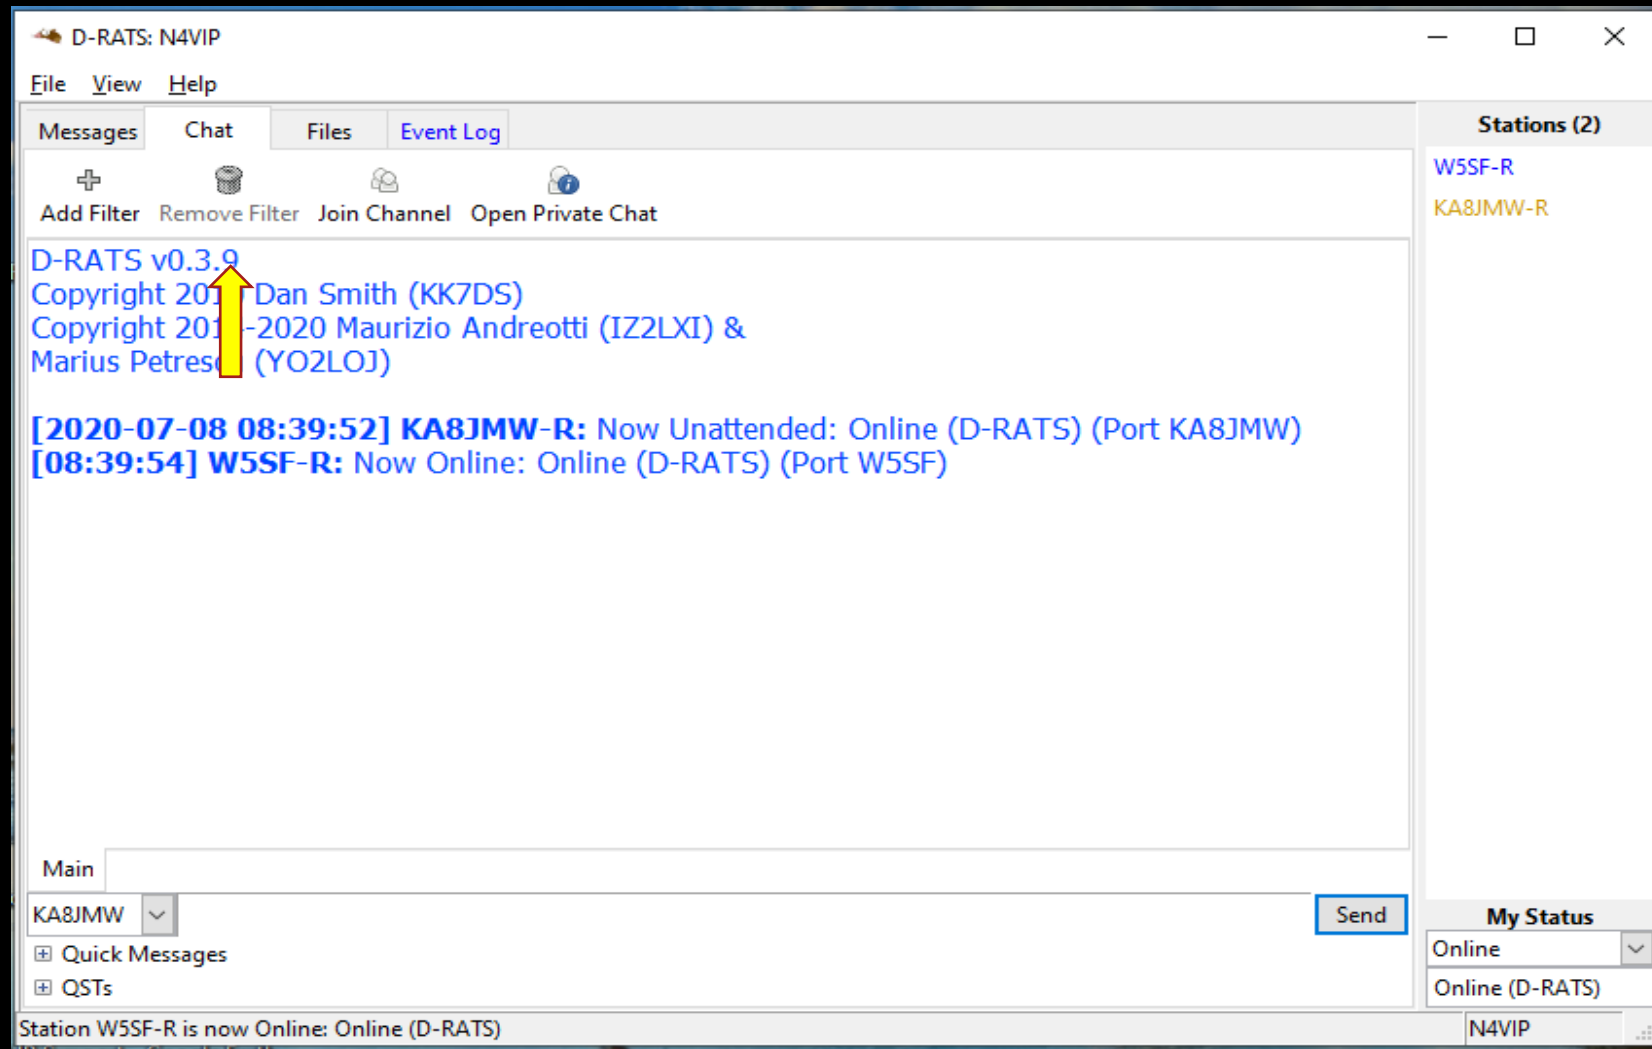 D-RATS: N4VIP
File View Help
Messages Chat Files Event Log
Add Filter Remove Filter Join Channel Open Private Chat
D-RATS v0.3.9
Copyright Dan Smith (KK7DS)
Copyright -2020 Maurizio Andreotti (IZ2LXI) &
Marius (YO2LOJ)
[2020-07-08 08:39:52] KA8JMW-R: Now Unattended: Online (D-RATS) (Port KA8JMW)
[08:39:54] W5SF-R: Now Online: Online (D-RATS) (Port W5SF)
Main
KA8JMW
Send
Quick Messages
QSTs
Stations (2)
W5SF-R
KA8JMW-R
My Status
Online
Online (D-RATS)
Station W5SF-R is now Online: Online (D-RATS)
N4VIP